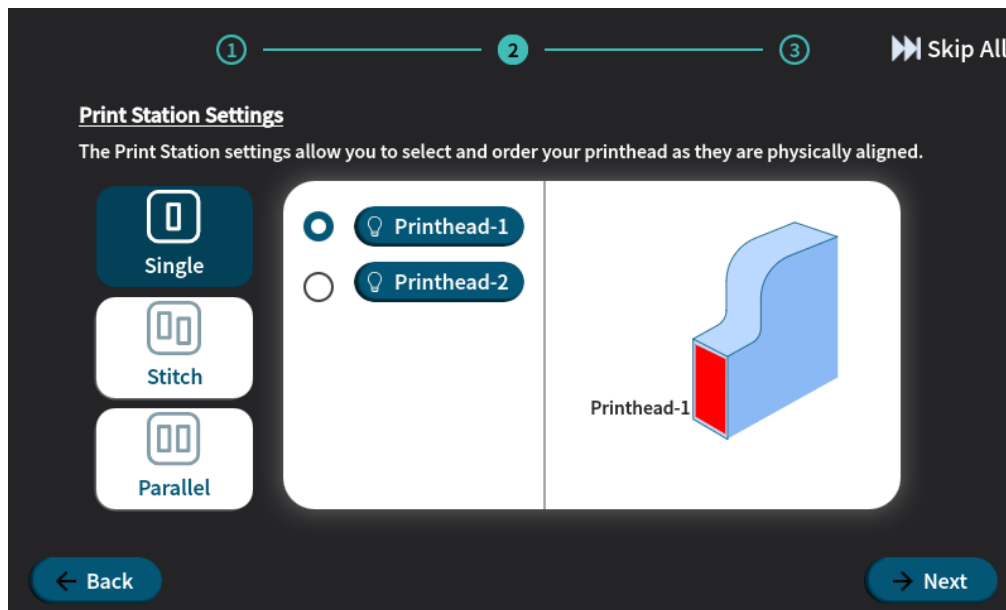 1
2
3
Skip All
Print Station Settings
The Print Station settings allow you to select and order your printhead as they are physically aligned.
Single
Stitch
Parallel
Printhead-1
Printhead-2
Printhead-1
Back
Next